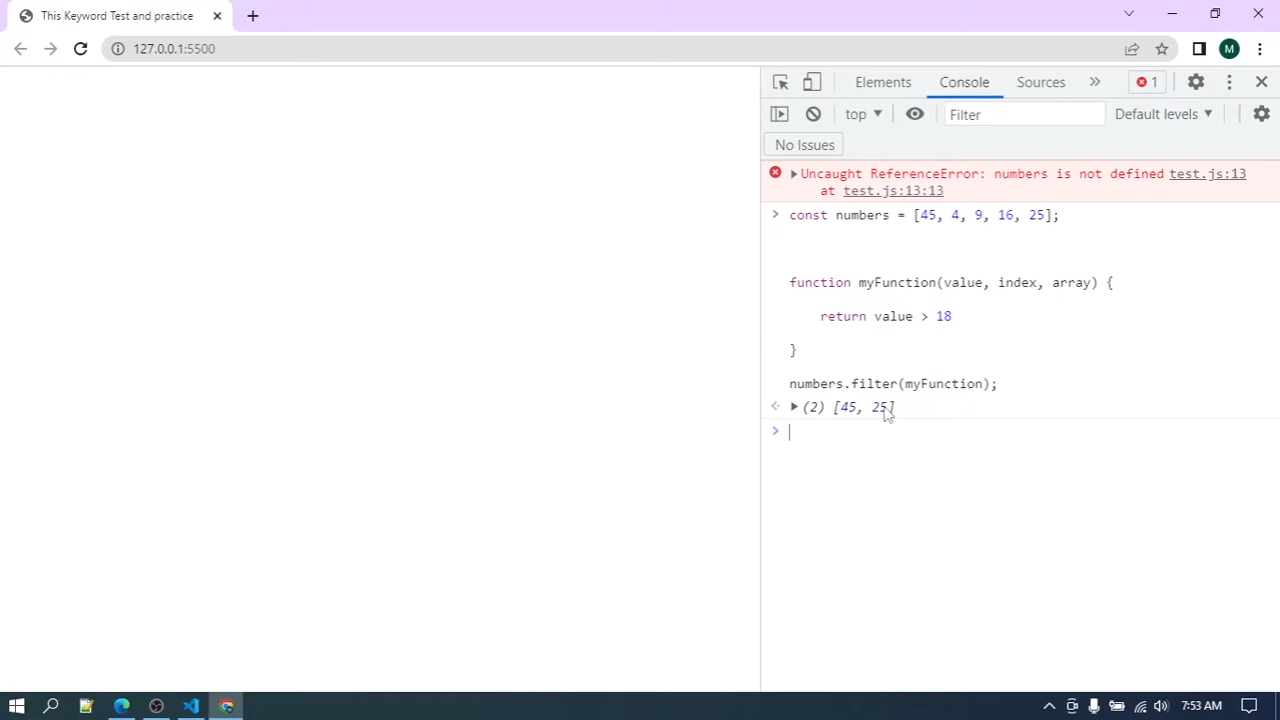 This Keyword Test and practice
127.0.0.1:5500
M
Elements Console Sources 1
top Filter Default levels
No Issues
Uncaught ReferenceError: numbers is not defined test.js:13
at test.js:13:13
const numbers = [45, 4, 9, 16, 25];
function myFunction(value, index, array) {
return value > 18
}
numbers.filter(myFunction);
(2) [45, 25]
7:53 AM